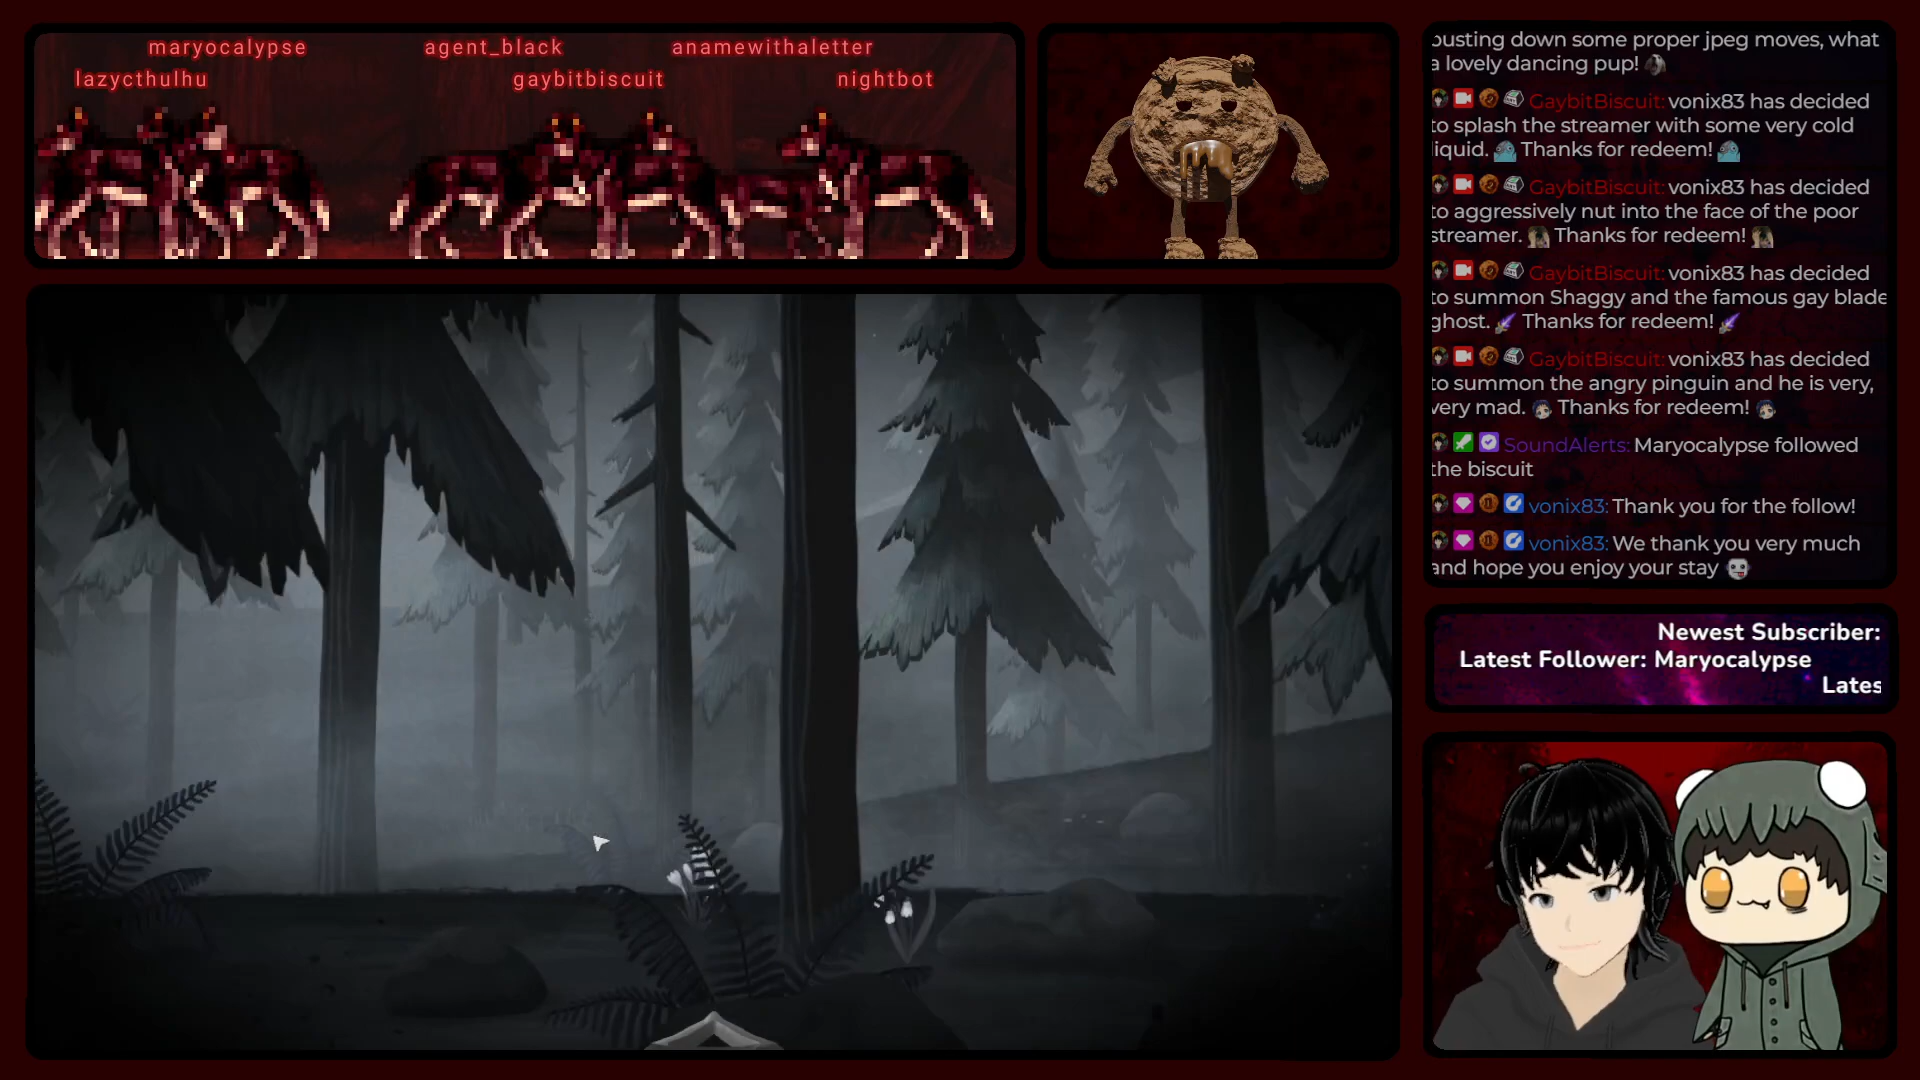 maryocalypse agent_black anamewithaletter
lazycthulhu gaybitbiscuit nightbot
busting down some proper jpeg moves, what
a lovely dancing pup!
GaybitBiscuit: vonix83 has decided
to splash the streamer with some very cold
liquid. Thanks for redeem!
GaybitBiscuit: vonix83 has decided
to aggressively nut into the face of the poor
streamer. Thanks for redeem!
GaybitBiscuit: vonix83 has decided
to summon Shaggy and the famous gay blade
ghost. Thanks for redeem!
GaybitBiscuit: vonix83 has decided
to summon the angry pinguin and he is very,
very mad. Thanks for redeem!
SoundAlerts: Maryocalypse followed
the biscuit
vonix83: Thank you for the follow!
vonix83: We thank you very much
and hope you enjoy your stay
Newest Subscriber:
Latest Follower: Maryocalypse
Lates